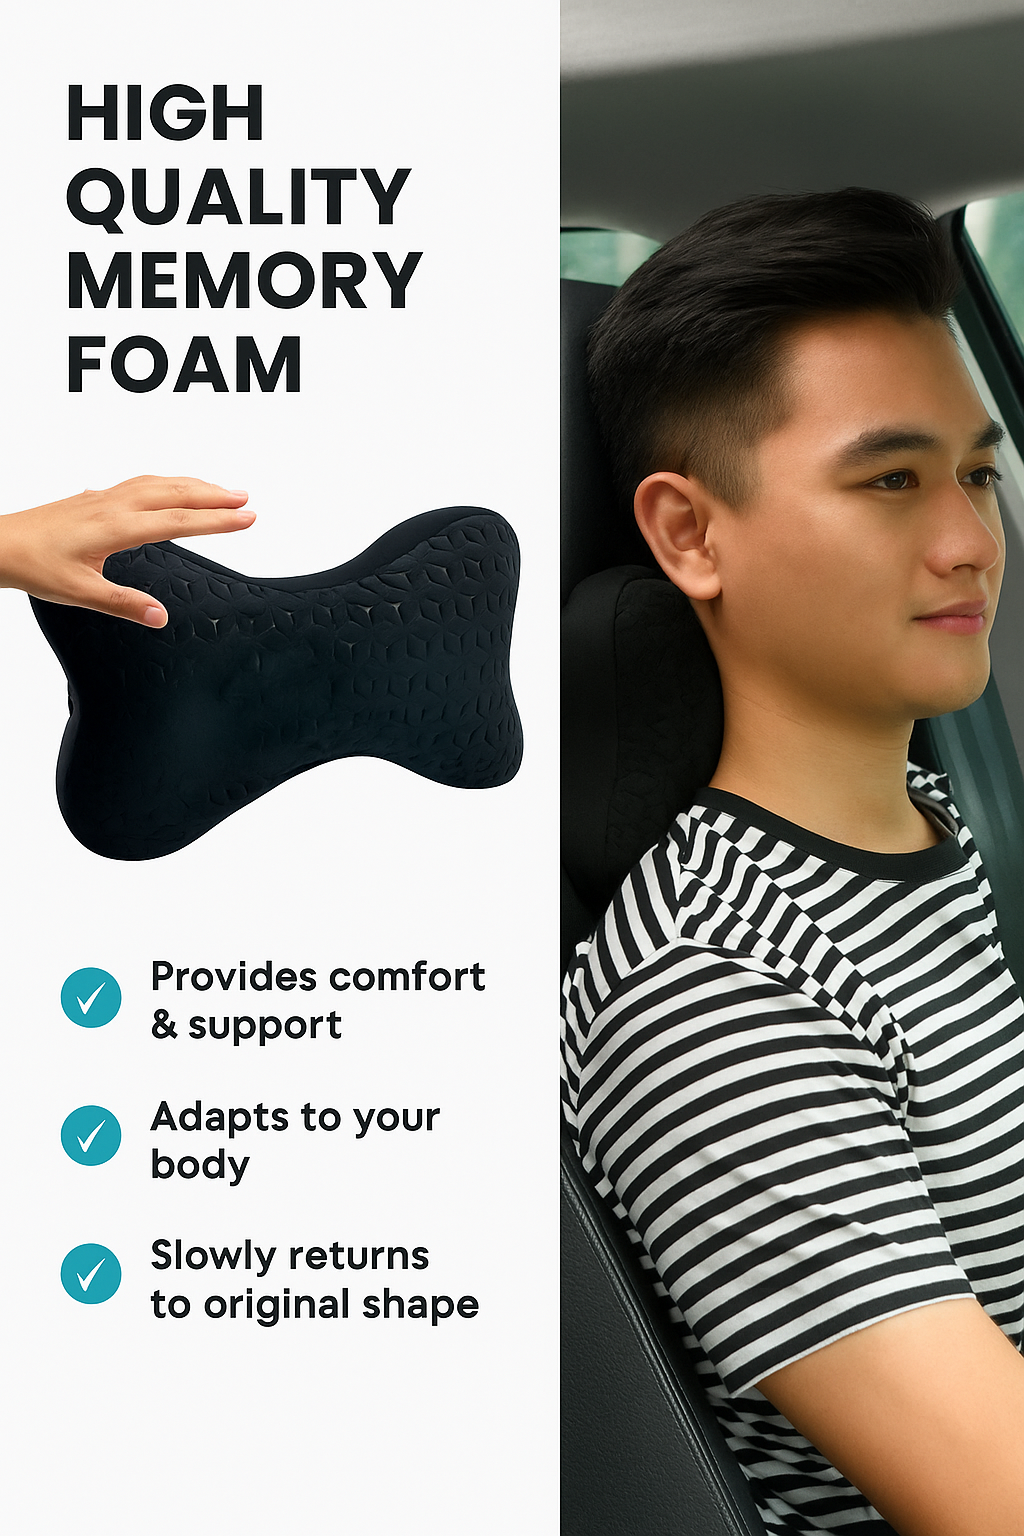 HIGH
QUALITY
MEMORY
FOAM
Provides comfort
& support
Adapts to your
body
Slowly returns
to original shape